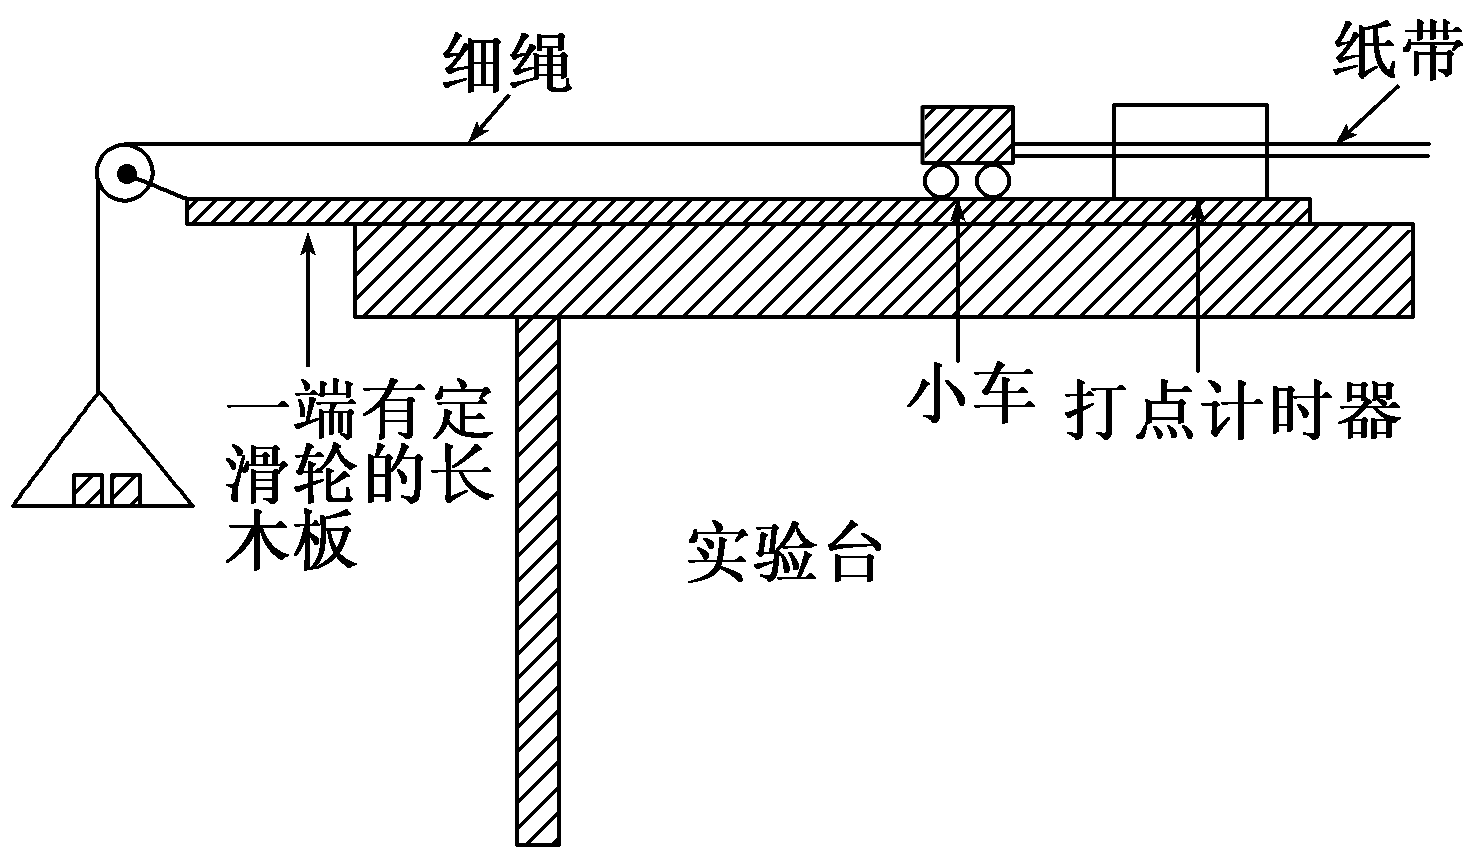 细绳
纸带
小车
打点计时器
一端有定
滑轮的长
木板
实验台